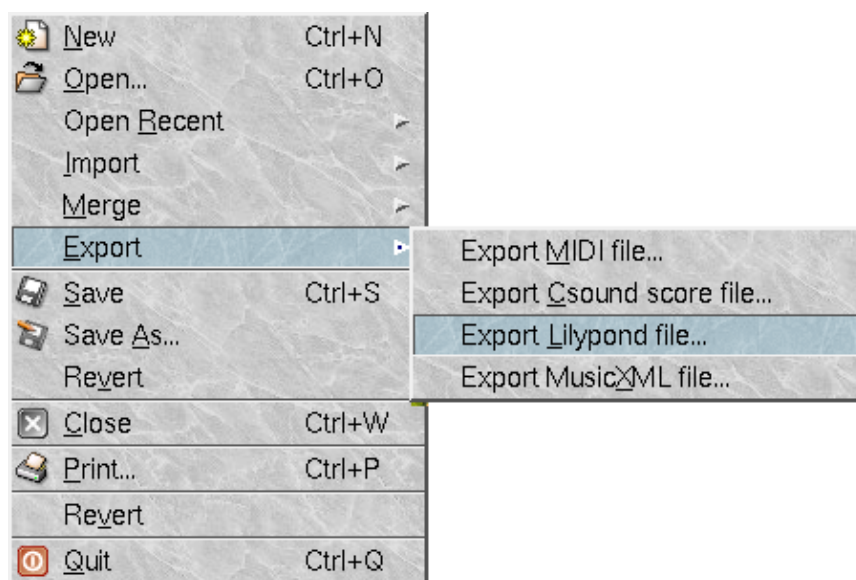 New Ctrl+N
Open... Ctrl+O
Open Recent
Import
Merge
Export
Save Ctrl+S
Save As...
Revert
Close Ctrl+W
Print... Ctrl+P
Revert
Quit Ctrl+Q
Export MIDI file...
Export Csound score file...
Export Lilypond file...
Export MusicXML file...